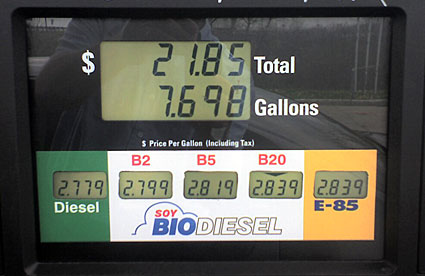 $ 21.85 Total
7.698 Gallons
$ Price Per Gallon (Including Tax)
B2 B5 B20
2.779 2.799 2.819 2.839 2.839
Diesel E-85
SOY
BIODIESEL